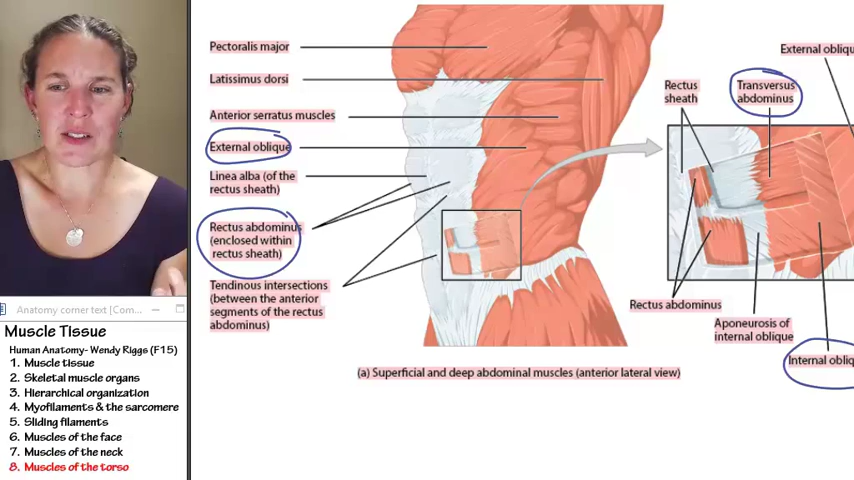 Pectoralis major
Latissimus dorsi
Anterior serratus muscles
External oblique
Linea alba (of the
rectus sheath)
Rectus abdominus
(enclosed within
rectus sheath)
Tendinous intersections
(between the anterior
segments of the rectus
abdominus)
Rectus
sheath
Transversus
abdominus
External obliqu
Rectus abdominus
Aponeurosis of
internal oblique
Internal obliq
(a) Superficial and deep abdominal muscles (anterior lateral view)
Anatomy corner text [Com...
Muscle Tissue
Human Anatomy- Wendy Riggs (F15)
1. Muscle tissue
2. Skeletal muscle organs
3. Hierarchical organization
4. Myofilaments & the sarcomere
5. Sliding filaments
6. Muscles of the face
7. Muscles of the neck
8. Muscles of the torso